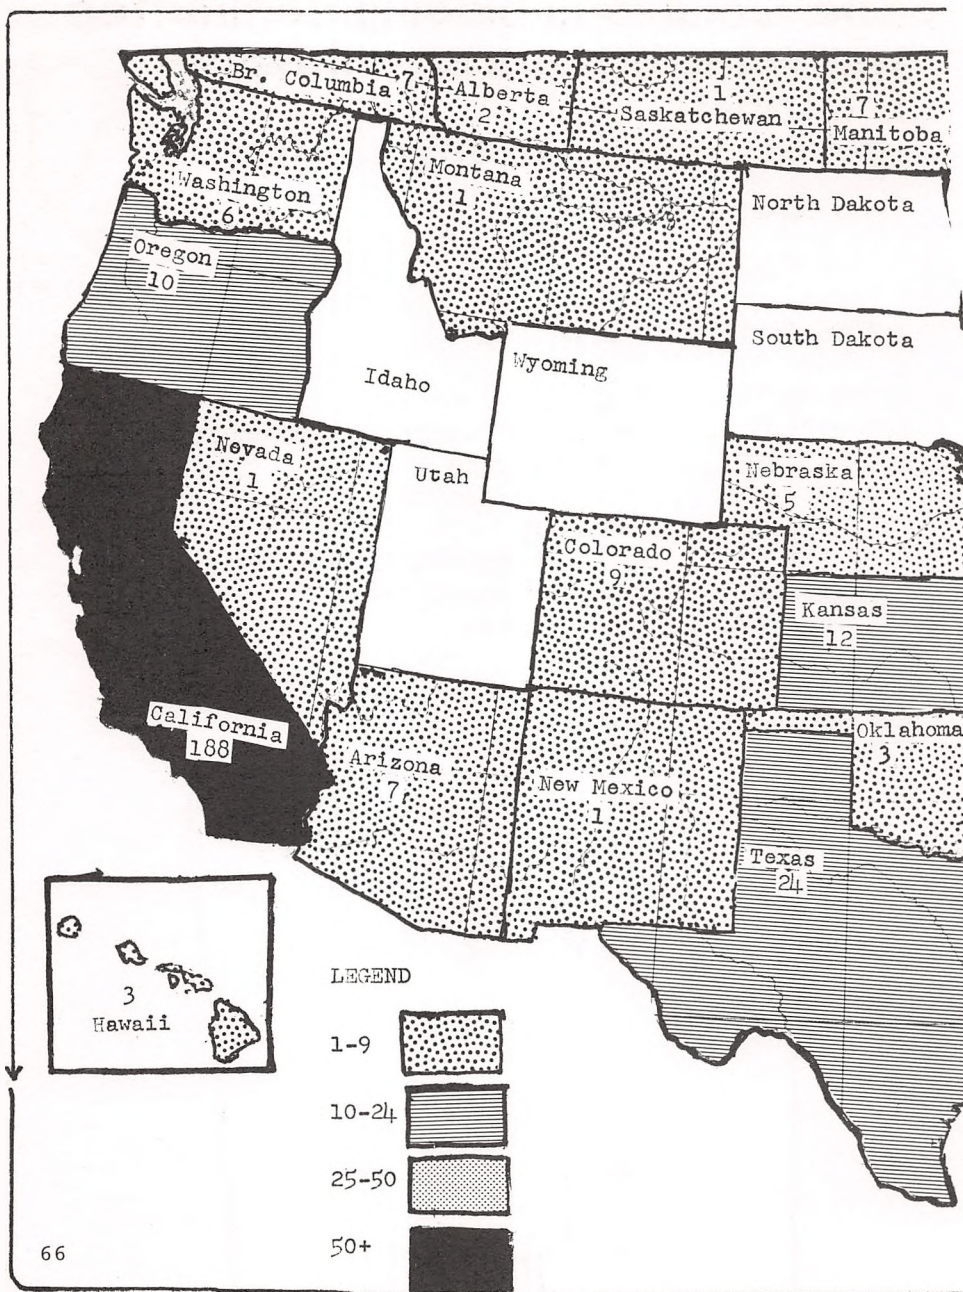 Br. Columbia 7
Alberta
2
1
Saskatchewan
7
Manitoba
Washington
6
Montana
1
North Dakota
Oregon
10
South Dakota
Idaho
Wyoming
Nevada
1
Utah
Nebraska
5
Colorado
9
Kansas
12
California
188
Arizona
7
New Mexico
1
Oklahoma
3
Texas
24
3
Hawaii
LEGEND
1-9
10-24
25-50
50+
66